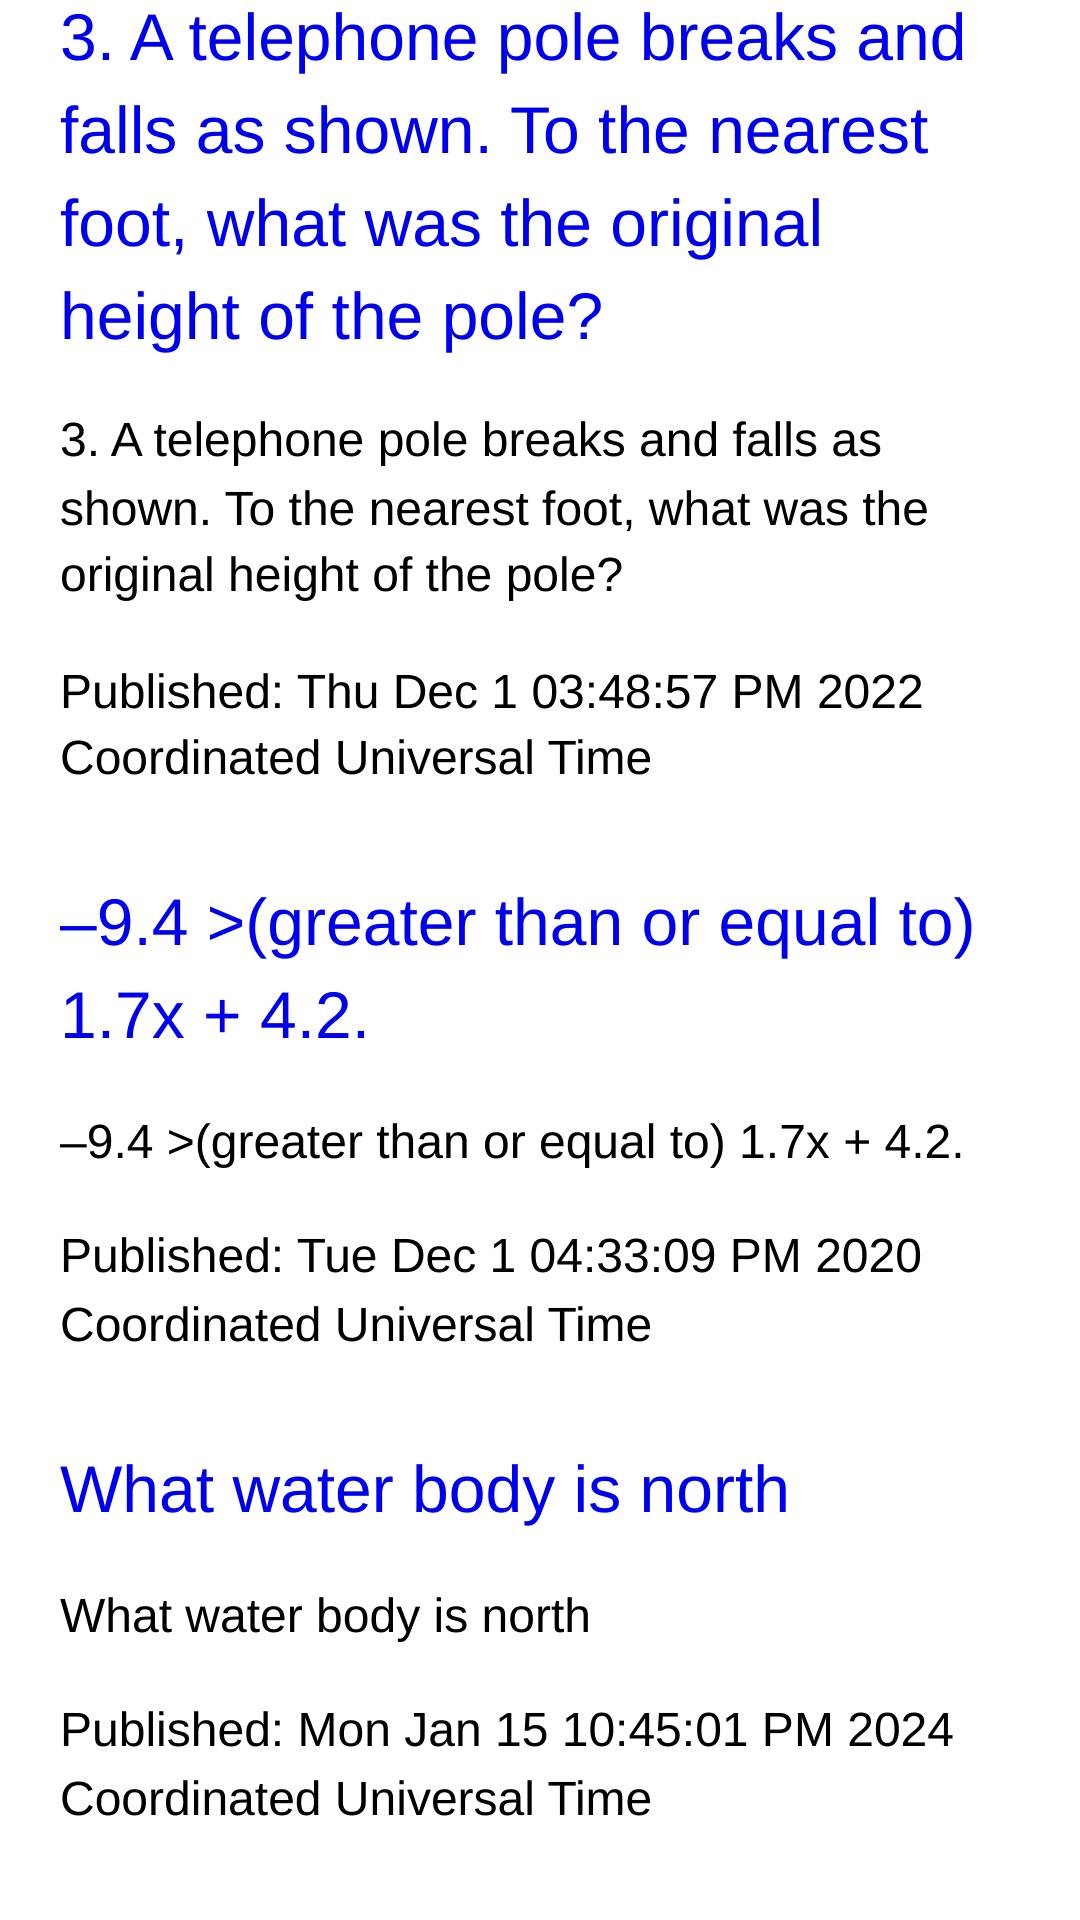 3. A telephone pole breaks and
falls as shown. To the nearest
foot, what was the original
height of the pole?
3. A telephone pole breaks and falls as
shown. To the nearest foot, what was the
original height of the pole?
Published: Thu Dec 1 03:48:57 PM 2022
Coordinated Universal Time
–9.4 >(greater than or equal to)
1.7x + 4.2.
–9.4 >(greater than or equal to) 1.7x + 4.2.
Published: Tue Dec 1 04:33:09 PM 2020
Coordinated Universal Time
What water body is north
What water body is north
Published: Mon Jan 15 10:45:01 PM 2024
Coordinated Universal Time